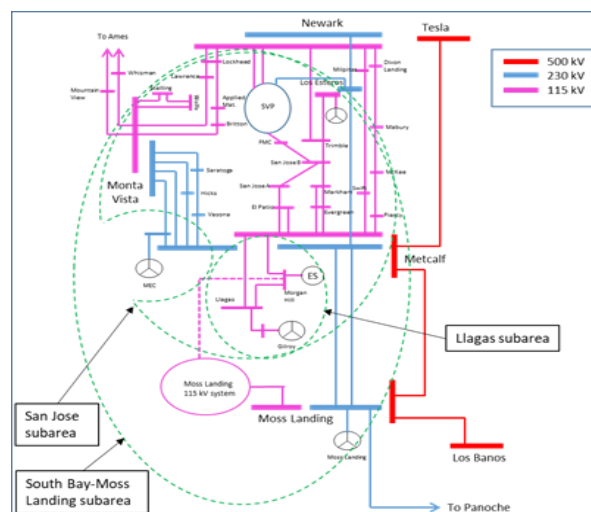 Newark
Tesla
To Ames
500 kV
230 kV
115 kV
Lockhead
Whisman
Lawrence
Milpitas
Dixon
Landing
Mountain
View
Stelling
Wolfe
Applied
Mat.
Britton
SVP
Los Esteros
FMC
Trimble
Mabury
San Jose B
McKee
Saratoga
Hicks
Vasona
Monta
Vista
San Jose A
Markham
Swift
El Patio
Evergreen
Piercy
Metcalf
MEC
ES
Morgan
Hill
Llagas
Gilroy
Llagas subarea
Moss Landing
115 kV system
Moss Landing
San Jose
subarea
Moss Landing
Los Banos
South Bay-Moss
Landing subarea
To Panoche